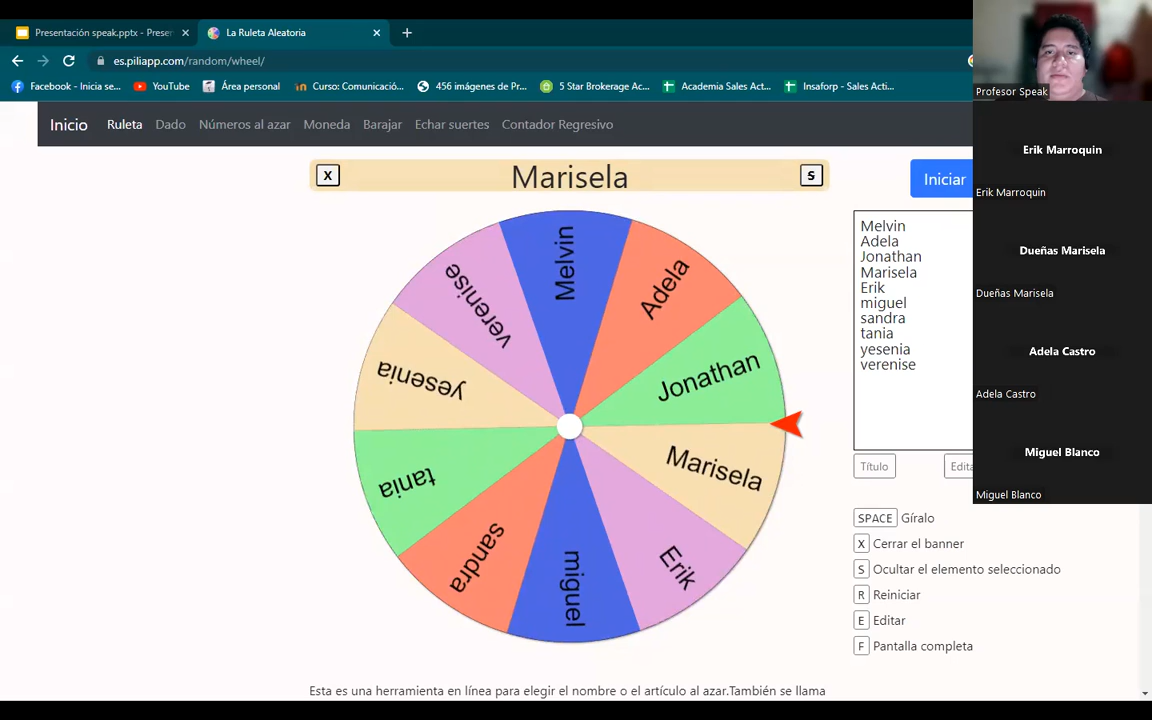 Presentación speak.pptx - Presen
La Ruleta Aleatoria
es.piliapp.com/random/wheel/
Facebook - Inicia se...
YouTube
Área personal
Curso: Comunicació...
456 imágenes de Pr...
5 Star Brokerage Ac...
Academia Sales Act...
Insaforp - Sales Acti...
Profesor Speak
Inicio
Ruleta
Dado
Números al azar
Moneda
Barajar
Echar suertes
Contador Regresivo
X
Marisela
S
Iniciar
Melvin
Adela
Jonathan
Marisela
Erik
miguel
sandra
tania
yesenia
verenise
Melvin
Adela
Jonathan
Marisela
Erik
miguel
sandra
tania
yesenia
verenise
Título
Edita
SPACE Gíralo
X Cerrar el banner
S Ocultar el elemento seleccionado
R Reiniciar
E Editar
F Pantalla completa
Esta es una herramienta en línea para elegir el nombre o el artículo al azar.También se llama
Erik Marroquin
Erik Marroquin
Dueñas Marisela
Dueñas Marisela
Adela Castro
Adela Castro
Miguel Blanco
Miguel Blanco